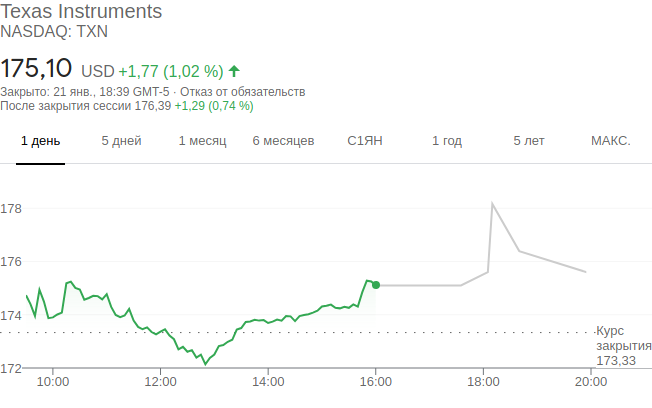 Texas Instruments
NASDAQ: TXN
175,10 USD +1,77 (1,02 %)
Закрыто: 21 янв., 18:39 GMT-5 · Отказ от обязательств
После закрытия сессии 176,39 +1,29 (0,74 %)
1 день 5 дней 1 месяц 6 месяцев С1ЯН 1 год 5 лет МАКС.
178
176
174
Курс
закрытия
173,33
172
10:00 12:00 14:00 16:00 18:00 20:00